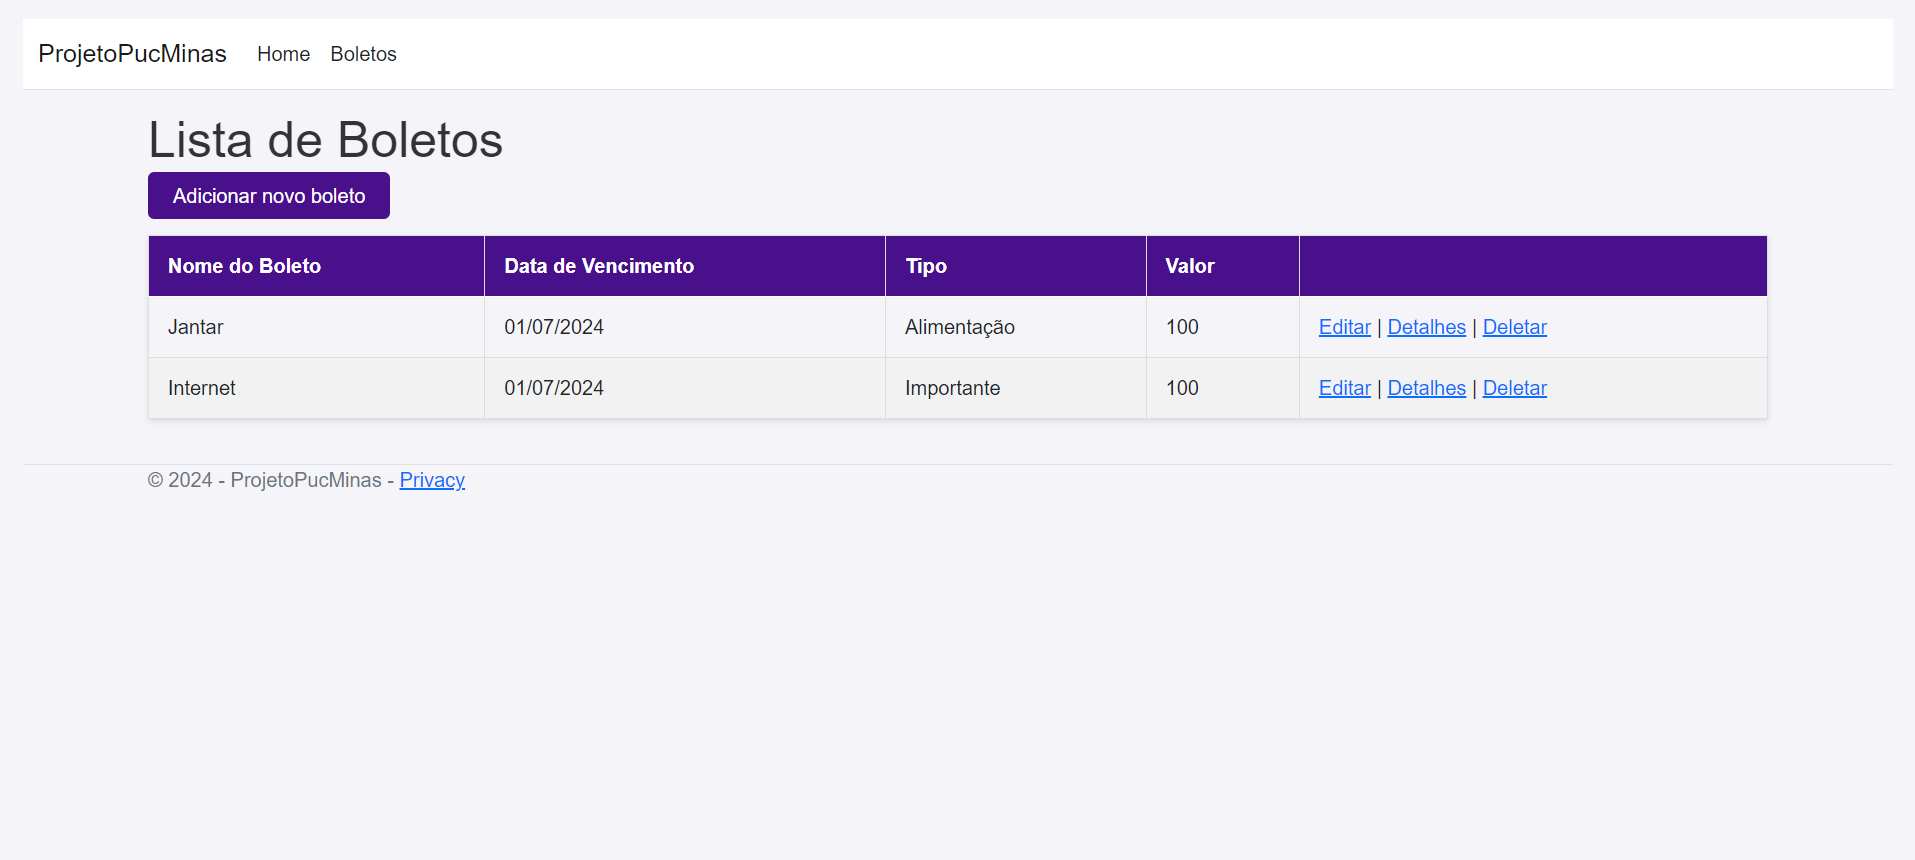 ProjetoPucMinas Home Boletos
Lista de Boletos
Adicionar novo boleto
Nome do Boleto Data de Vencimento Tipo Valor
Jantar 01/07/2024 Alimentação 100 Editar | Detalhes | Deletar
Internet 01/07/2024 Importante 100 Editar | Detalhes | Deletar
© 2024 - ProjetoPucMinas - Privacy